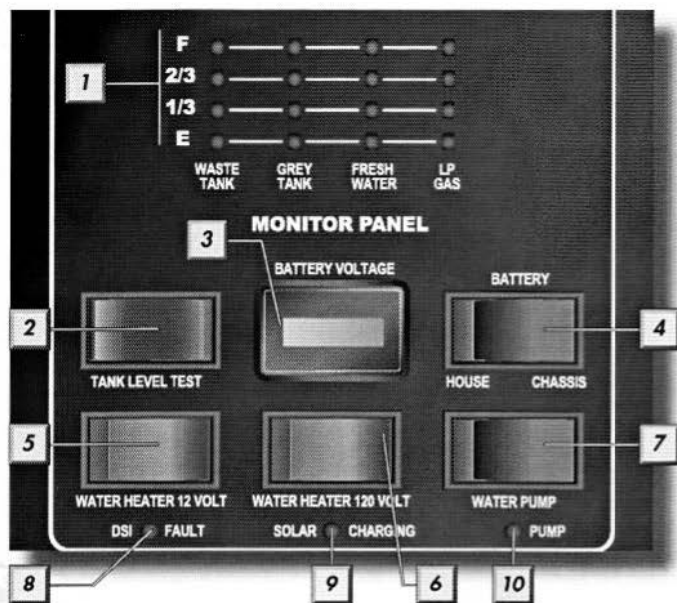 F
1
2/3
1/3
E
WASTE TANK
GREY TANK
FRESH WATER
LP GAS
MONITOR PANEL
3
BATTERY VOLTAGE
BATTERY
2
4
TANK LEVEL TEST
HOUSE CHASSIS
5
7
WATER HEATER 12 VOLT
WATER HEATER 120 VOLT
WATER PUMP
DSI FAULT
SOLAR CHARGING
PUMP
8
9
6
10